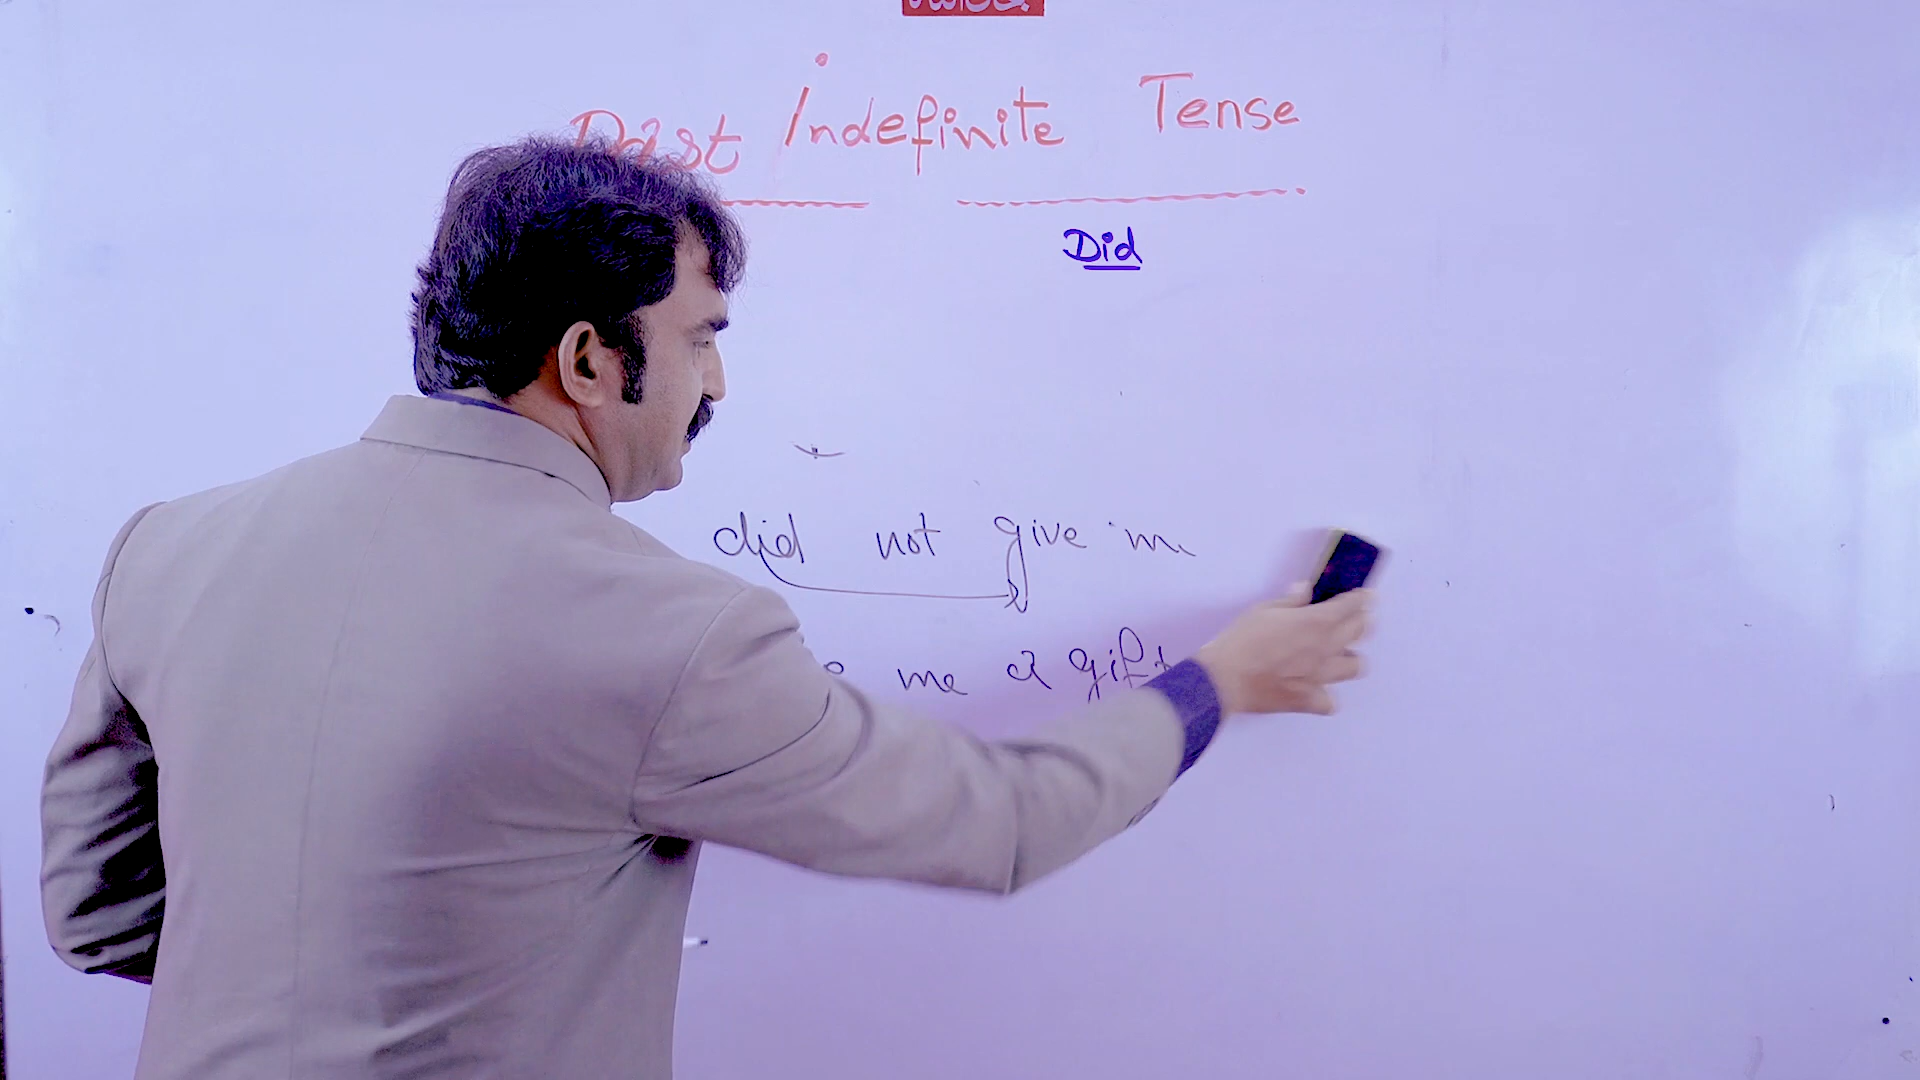 Past Indefinite Tense
Did
did not give me
me a gift